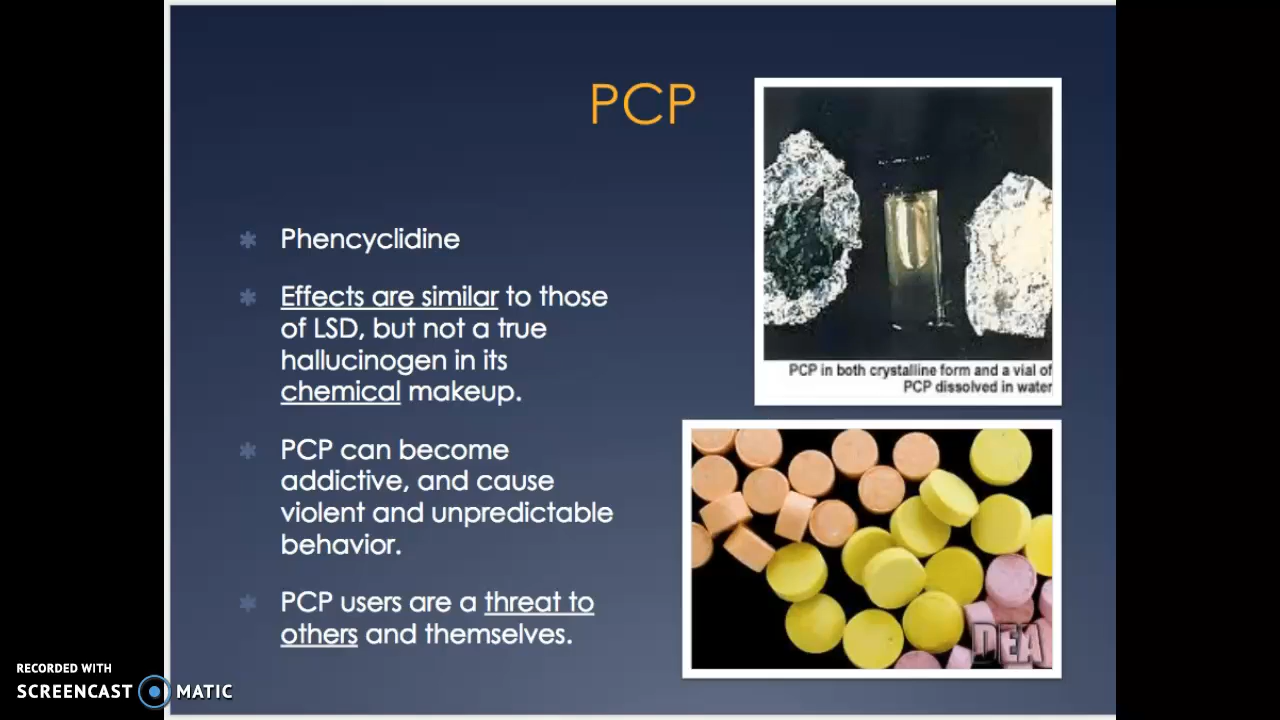 PCP
Phencyclidine
Effects are similar to those
of LSD, but not a true
hallucinogen in its
chemical makeup.
PCP can become
addictive, and cause
violent and unpredictable
behavior.
PCP users are a threat to
others and themselves.
PCP in both crystalline form and a vial of
PCP dissolved in water
DEA
RECORDED WITH
SCREENCAST MATIC